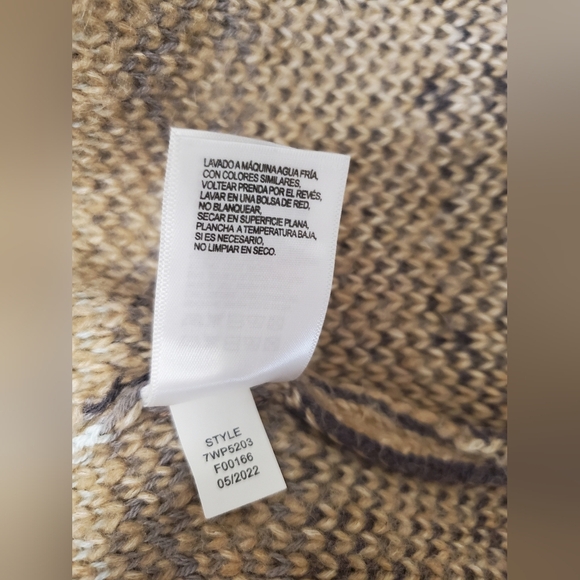 LAVADO A MÁQUINA AGUA FRÍA,
CON COLORES SIMILARES,
VOLTEAR PRENDA POR EL REVÉS,
LAVAR EN UNA BOLSA DE RED,
NO BLANQUEAR,
SECAR EN SUPERFICIE PLANA,
PLANCHA A TEMPERATURA BAJA,
SI ES NECESARIO,
NO LIMPIAR EN SECO.
STYLE
7WP5203
F00166
05/2022